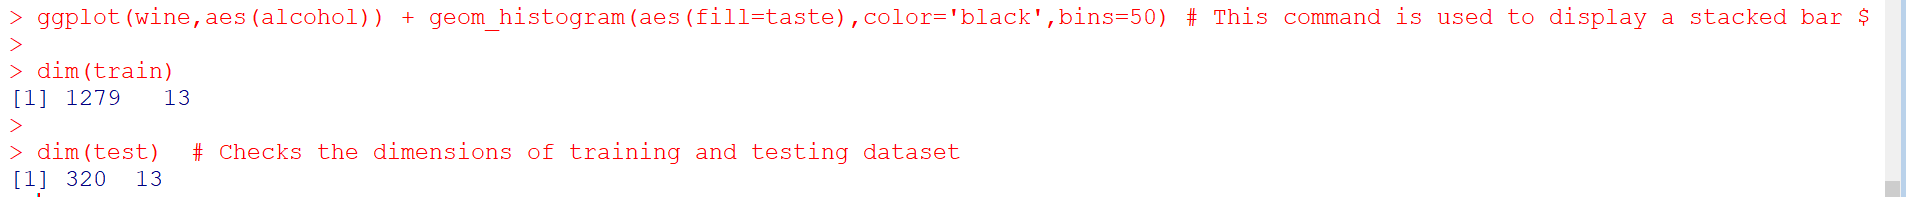 > ggplot(wine,aes(alcohol)) + geom_histogram(aes(fill=taste),color='black',bins=50) # This command is used to display a stacked bar $
>
> dim(train)
[1] 1279   13
>
> dim(test)  # Checks the dimensions of training and testing dataset
[1] 320  13